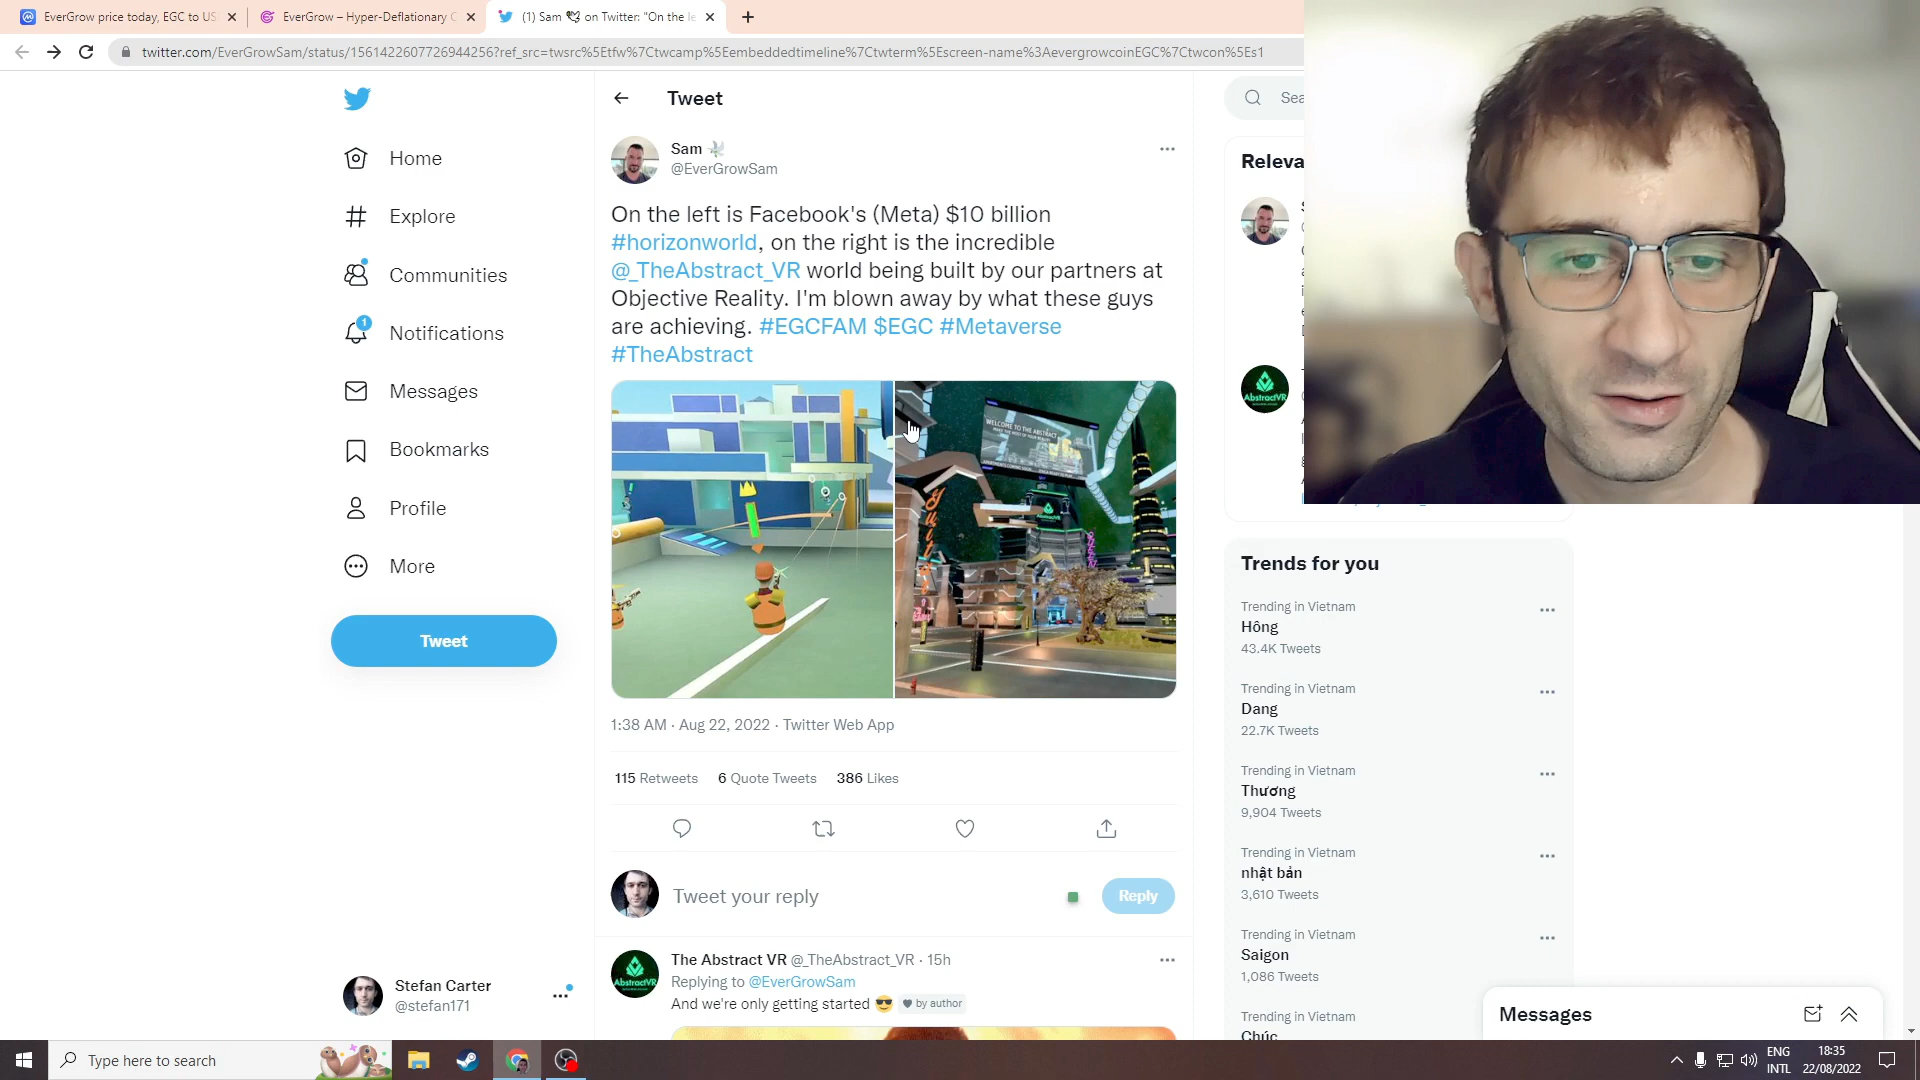 EverGrow price today, EGC to US
EverGrow – Hyper-Deflationary C
(1) Sam 🕊 on Twitter: "On the le
twitter.com/EverGrowSam/status/1561422607726944256?ref_src=twsrc%5Etfw%7Ctwcamp%5Eembeddedtimeline%7Ctwterm%5Escreen-name%3AevergrowcoinEGC%7Ctwcon%5Es1
Home
Explore
Communities
1
Notifications
Messages
Bookmarks
Profile
More
Tweet
Stefan Carter
@stefan171
Tweet
Sam 🕊
@EverGrowSam
On the left is Facebook's (Meta) $10 billion
#horizonworld, on the right is the incredible
@_TheAbstract_VR world being built by our partners at
Objective Reality. I'm blown away by what these guys
are achieving. #EGCFAM $EGC #Metaverse
#TheAbstract
WELCOME TO THE ABSTRACT
1:38 AM · Aug 22, 2022 · Twitter Web App
115 Retweets 6 Quote Tweets 386 Likes
Tweet your reply
Reply
The Abstract VR @_TheAbstract_VR · 15h
Replying to @EverGrowSam
And we're only getting started 😎 ♥ by author
Sea
Releva
AbstractVR
AbstractVR
Trends for you
Trending in Vietnam
Hông
43.4K Tweets
Trending in Vietnam
Dang
22.7K Tweets
Trending in Vietnam
Thương
9,904 Tweets
Trending in Vietnam
nhật bản
3,610 Tweets
Trending in Vietnam
Saigon
1,086 Tweets
Trending in Vietnam
Chúc
Messages
Type here to search
ENG
INTL
18:35
22/08/2022